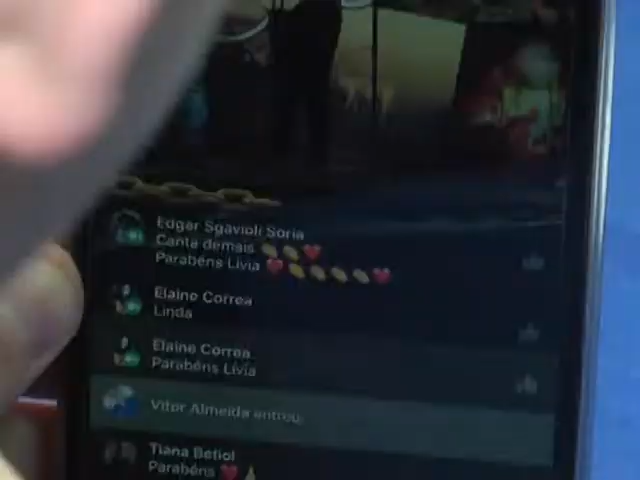 Edgar Sgavioli Soria
Canta demais 👏👏❤️
Parabéns Livia ❤️👏👏👏👏❤️
Elaine Correa
Linda
Elaine Correa
Parabéns Livia
Vitor Almeida entrou.
Tiana Betiol
Parabéns ❤️🙏